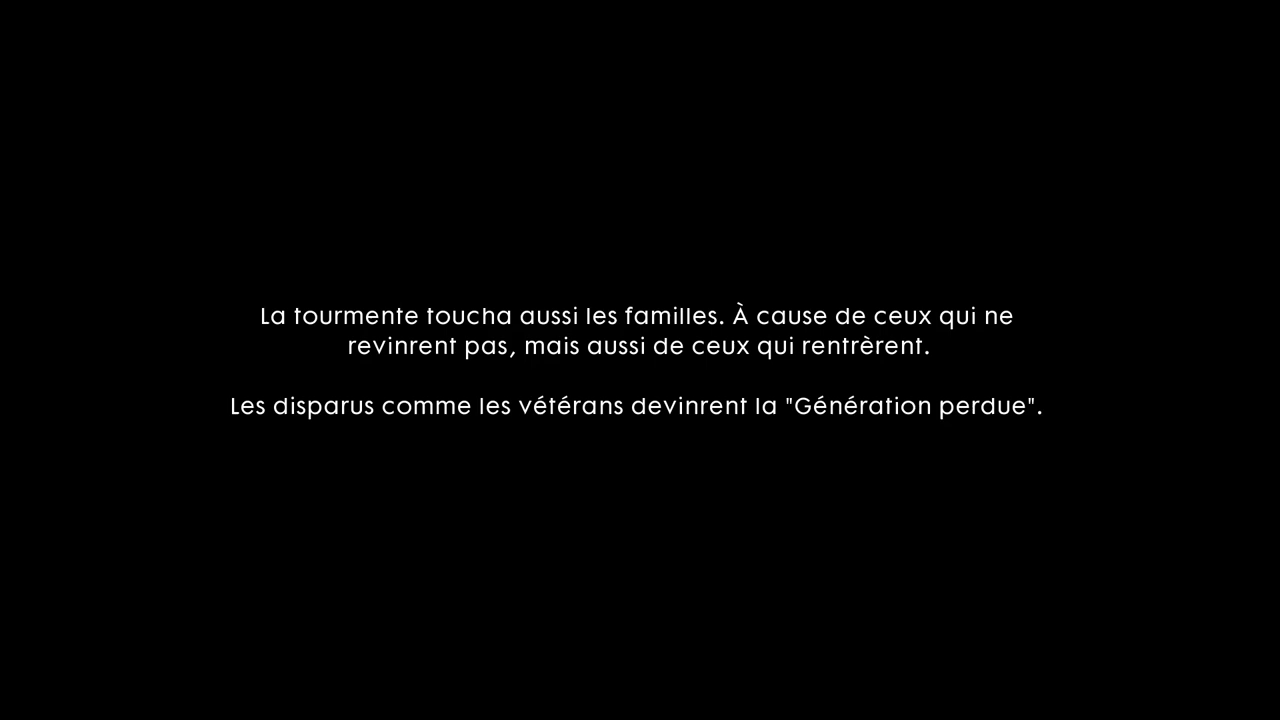 La tourmente toucha aussi les familles. À cause de ceux qui ne
revinrent pas, mais aussi de ceux qui rentrèrent.
Les disparus comme les vétérans devinrent la "Génération perdue".